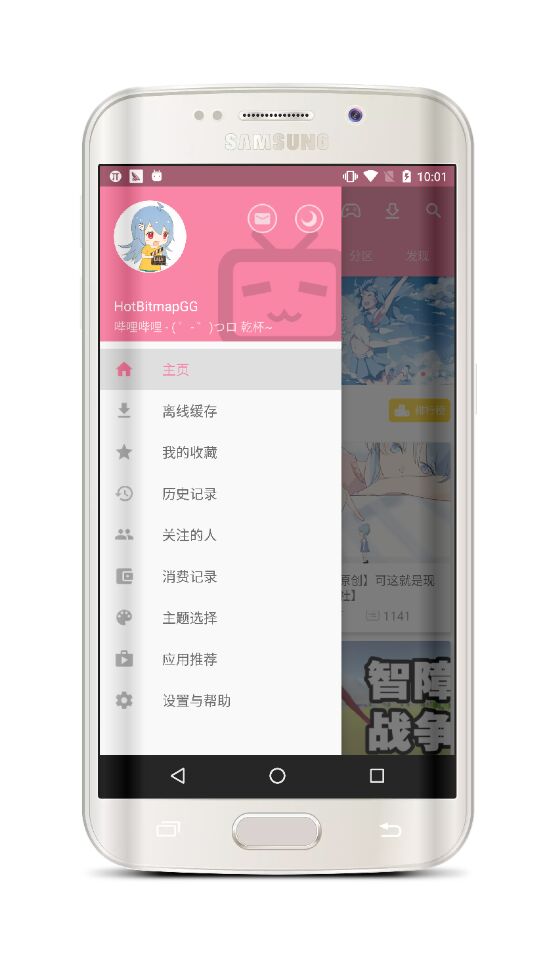 SAMSUNG
10:01
HotBitmapGG
哔哩哔哩 - ( ゜- ゜)つロ 乾杯~
分区
发现
主页
离线缓存
我的收藏
历史记录
关注的人
消费记录
主题选择
应用推荐
设置与帮助
排行榜
原创】可这就是现
社】
1141
智障
战争